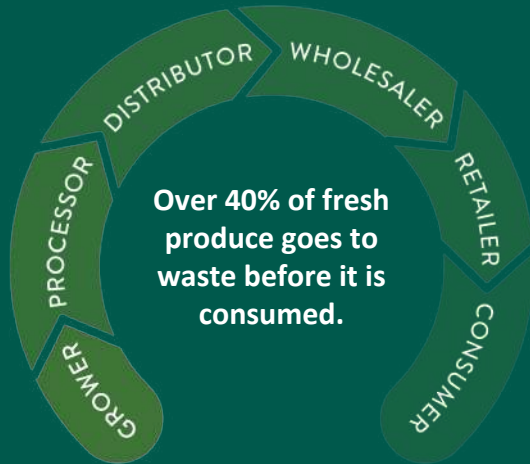 GROWER
PROCESSOR
DISTRIBUTOR
WHOLESALER
RETAILER
CONSUMER
Over 40% of fresh
produce goes to
waste before it is
consumed.